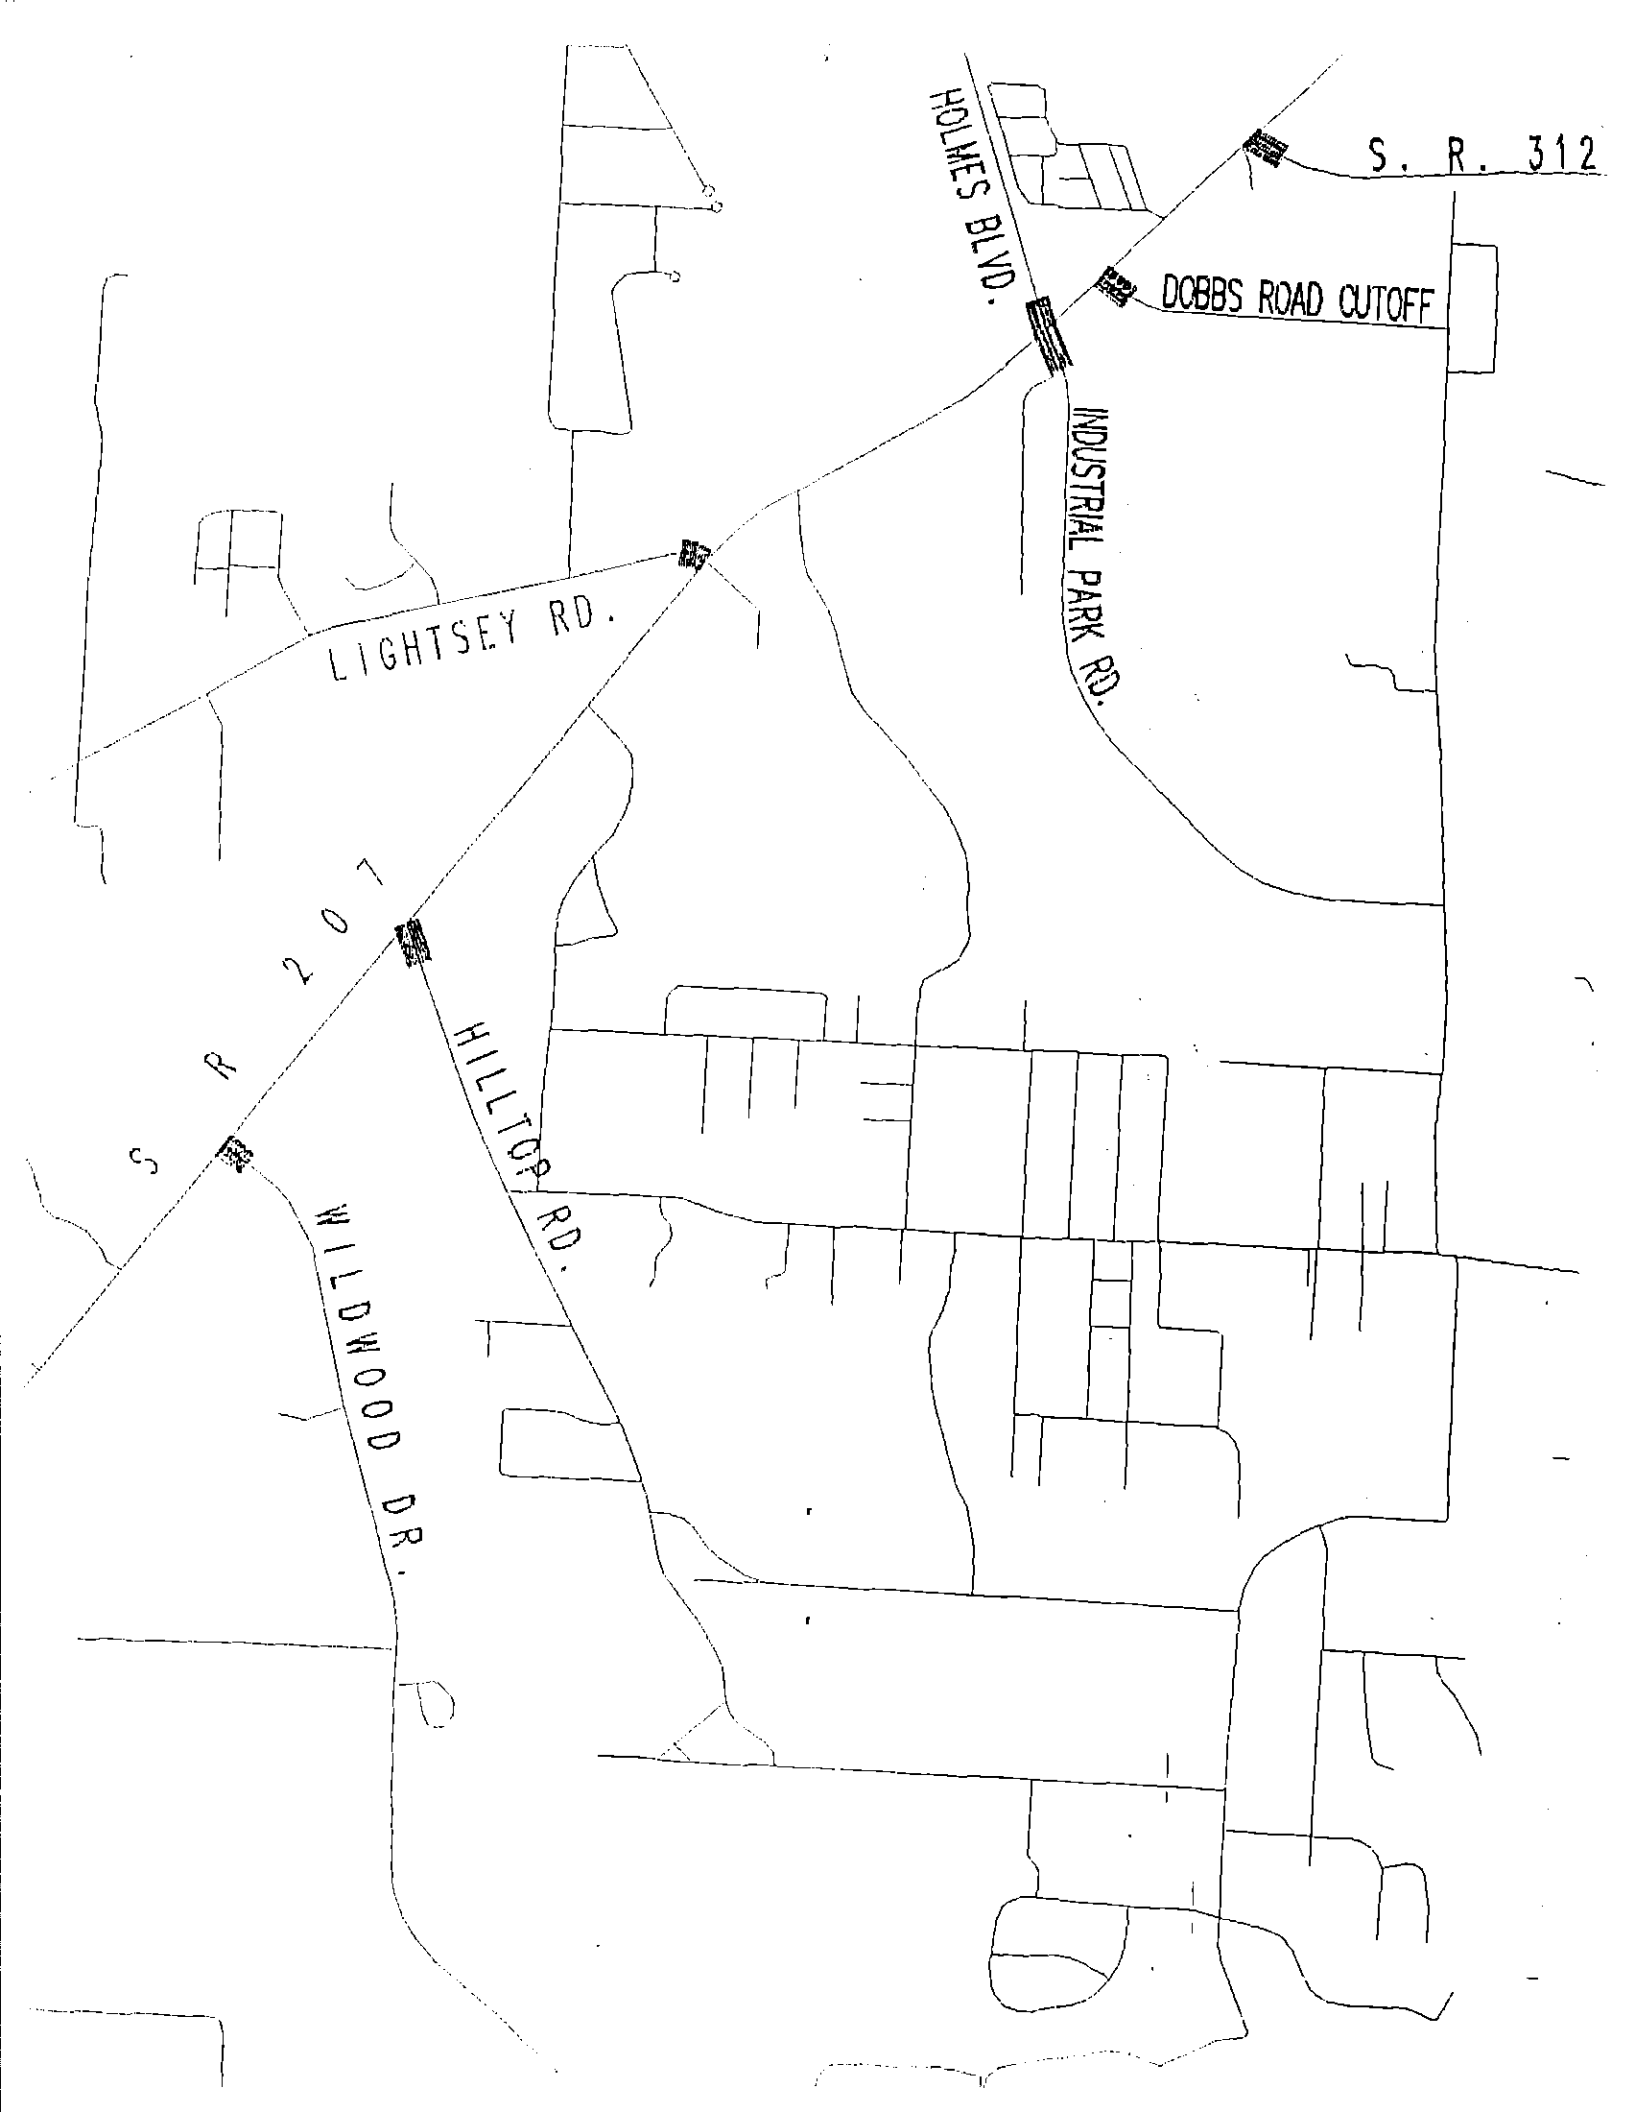 HOLMES BLVD.
S. R. 312
DOBBS ROAD CUTOFF
INDUSTRIAL PARK RD.
LIGHTSEY RD.
S R 207
HILLTOP RD.
WILDWOOD DR.